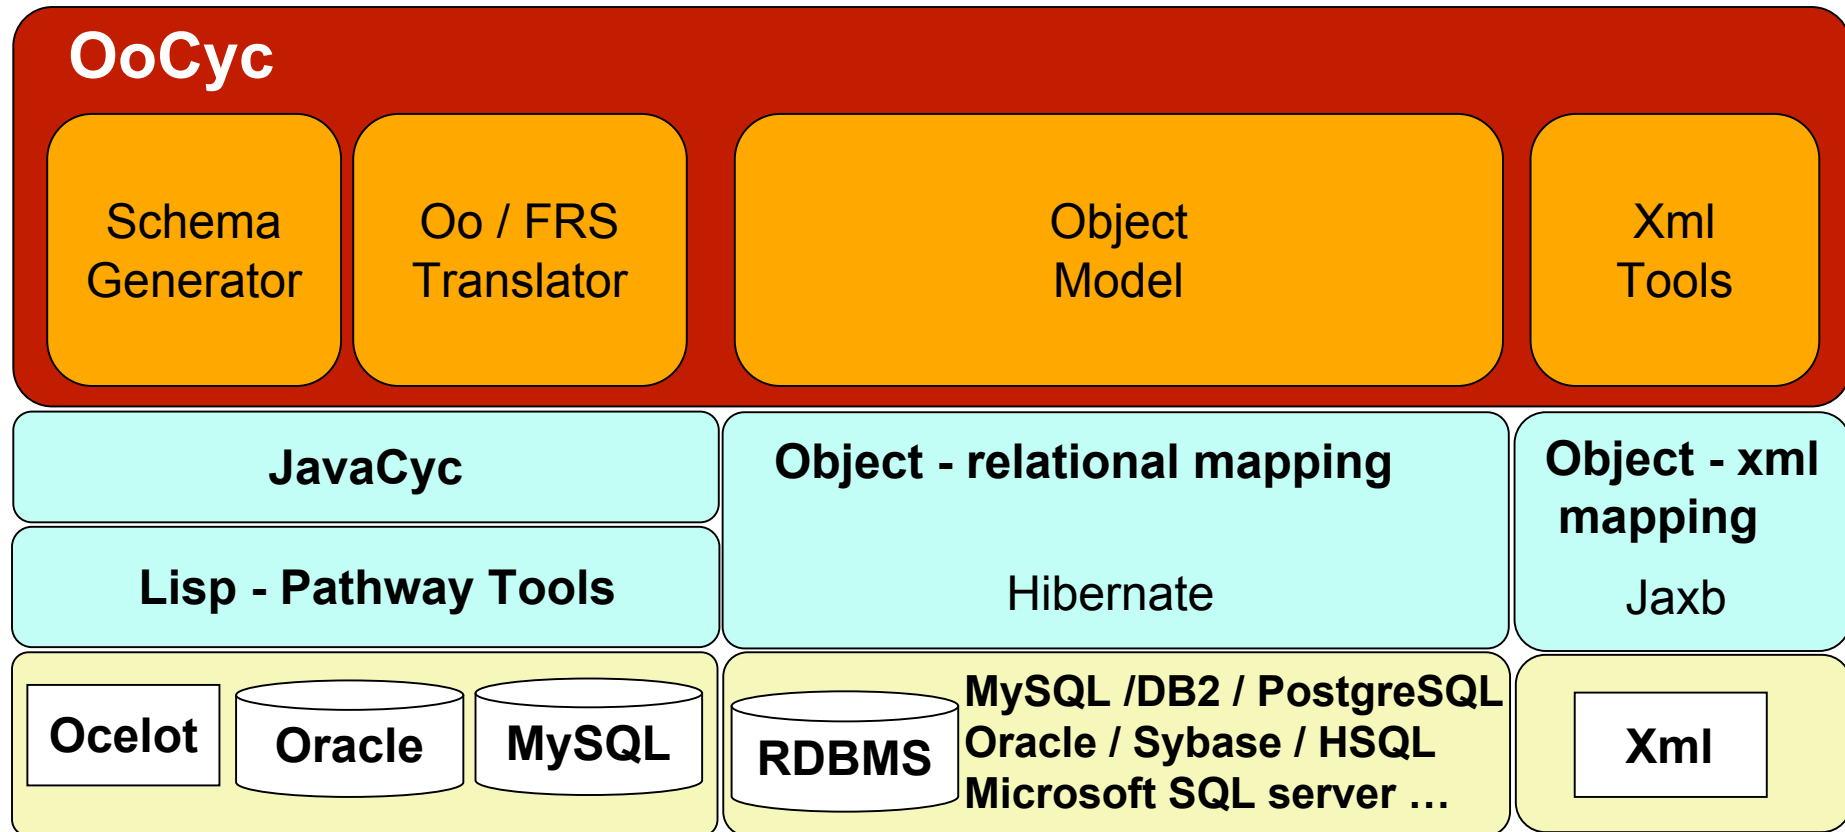 OoCyc
Schema
Generator
Oo / FRS
Translator
Object
Model
Xml
Tools
JavaCyc
Lisp - Pathway Tools
Object - relational mapping
Hibernate
Object - xml
mapping
Jaxb
Ocelot
Oracle
MySQL
RDBMS
MySQL /DB2 / PostgreSQL
Oracle / Sybase / HSQL
Microsoft SQL server …
Xml